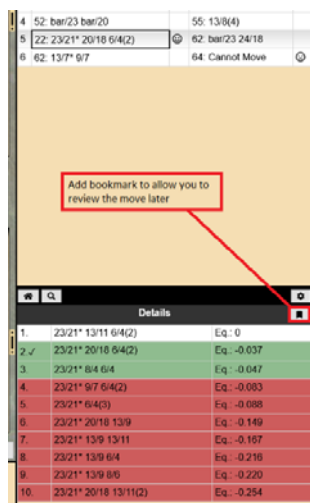 4 52: bar/23 bar/20 55: 13/8(4)
5 22: 23/21* 20/18 6/4(2) 62: bar/23 24/18
6 62: 13/7* 9/7 64: Cannot Move
Add bookmark to allow you to
review the move later
Details
1. 23/21* 13/11 6/4(2) Eq.: 0
2.✓ 23/21* 20/18 6/4(2) Eq.: -0.037
3. 23/21* 8/4 6/4 Eq.: -0.047
4. 23/21* 9/7 6/4(2) Eq.: -0.083
5. 23/21* 6/4(3) Eq.: -0.088
6. 23/21* 20/18 13/9 Eq.: -0.149
7. 23/21* 13/9 13/11 Eq.: -0.167
8. 23/21* 13/9 6/4 Eq.: -0.216
9. 23/21* 13/9 8/6 Eq.: -0.220
10. 23/21* 20/18 13/11(2) Eq.: -0.254